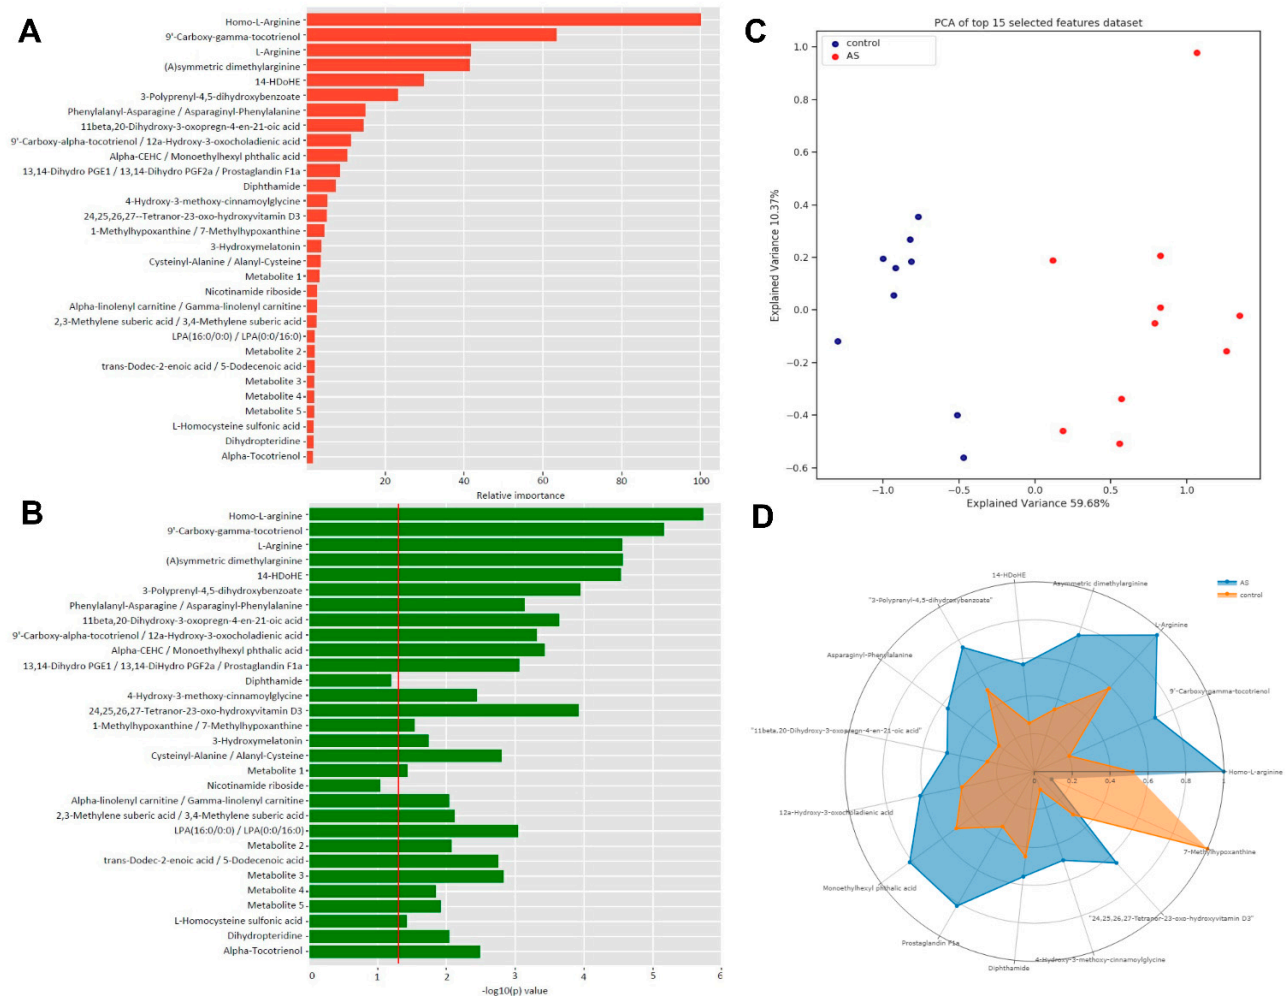 A
Homo-L-Arginine
9'-Carboxy-gamma-tocotrienol
L-Arginine
(A)symmetric dimethylarginine
14-HDoHE
3-Polyprenyl-4,5-dihydroxybenzoate
Phenylalanyl-Asparagine / Asparaginyl-Phenylalanine
11beta,20-Dihydroxy-3-oxopregn-4-en-21-oic acid
9'-Carboxy-alpha-tocotrienol / 12a-Hydroxy-3-oxocholadienic acid
Alpha-CEHC / Monoethylhexyl phthalic acid
13,14-Dihydro PGE1 / 13,14-Dihydro PGF2a / Prostaglandin F1a
Diphthamide
4-Hydroxy-3-methoxy-cinnamoylglycine
24,25,26,27--Tetranor-23-oxo-hydroxyvitamin D3
1-Methylhypoxanthine / 7-Methylhypoxanthine
3-Hydroxymelatonin
Cysteinyl-Alanine / Alanyl-Cysteine
Metabolite 1
Nicotinamide riboside
Alpha-linolenyl carnitine / Gamma-linolenyl carnitine
2,3-Methylene suberic acid / 3,4-Methylene suberic acid
LPA(16:0/0:0) / LPA(0:0/16:0)
Metabolite 2
trans-Dodec-2-enoic acid / 5-Dodecenoic acid
Metabolite 3
Metabolite 4
Metabolite 5
L-Homocysteine sulfonic acid
Dihydropteridine
Alpha-Tocotrienol
20 40 60 80 100
Relative importance
B
Homo-L-arginine
9'-Carboxy-gamma-tocotrienol
L-Arginine
(A)symmetric dimethylarginine
14-HDoHE
3-Polyprenyl-4,5-dihydroxybenzoate
Phenylalanyl-Asparagine / Asparaginyl-Phenylalanine
11beta,20-Dihydroxy-3-oxopregn-4-en-21-oic acid
9'-Carboxy-alpha-tocotrienol / 12a-Hydroxy-3-oxocholadienic acid
Alpha-CEHC / Monoethylhexyl phthalic acid
13,14-Dihydro PGE1 / 13,14-DiHydro PGF2a / Prostaglandin F1a
Diphthamide
4-Hydroxy-3-methoxy-cinnamoylglycine
24,25,26,27-Tetranor-23-oxo-hydroxyvitamin D3
1-Methylhypoxanthine / 7-Methylhypoxanthine
3-Hydroxymelatonin
Cysteinyl-Alanine / Alanyl-Cysteine
Metabolite 1
Nicotinamide riboside
Alpha-linolenyl carnitine / Gamma-linolenyl carnitine
2,3-Methylene suberic acid / 3,4-Methylene suberic acid
LPA(16:0/0:0) / LPA(0:0/16:0)
Metabolite 2
trans-Dodec-2-enoic acid / 5-Dodecenoic acid
Metabolite 3
Metabolite 4
Metabolite 5
L-Homocysteine sulfonic acid
Dihydropteridine
Alpha-Tocotrienol
0 1 2 3 4 5 6
-log10(p) value
C
PCA of top 15 selected features dataset
control
AS
1.0
0.8
0.6
0.4
0.2
0.0
−0.2
−0.4
−0.6
Explained Variance 10.37%
−1.0 −0.5 0.0 0.5 1.0
Explained Variance 59.68%
D
AS
control
14-HDoHE
Asymmetric dimethylarginine
"3-Polyprenyl-4,5-dihydroxybenzoate"
L-Arginine
Asparaginyl-Phenylalanine
9'-Carboxy-gamma-tocotrienol
"11beta,20-Dihydroxy-3-oxopregn-4-en-21-oic acid"
Homo-L-arginine
0 0.2 0.4 0.6 0.8 1
12a-Hydroxy-3-oxocholadienic acid
7-Methylhypoxanthine
Monoethylhexyl phthalic acid
"24,25,26,27-Tetranor-23-oxo-hydroxyvitamin D3"
Prostaglandin F1a
4-Hydroxy-3-methoxy-cinnamoylglycine
Diphthamide